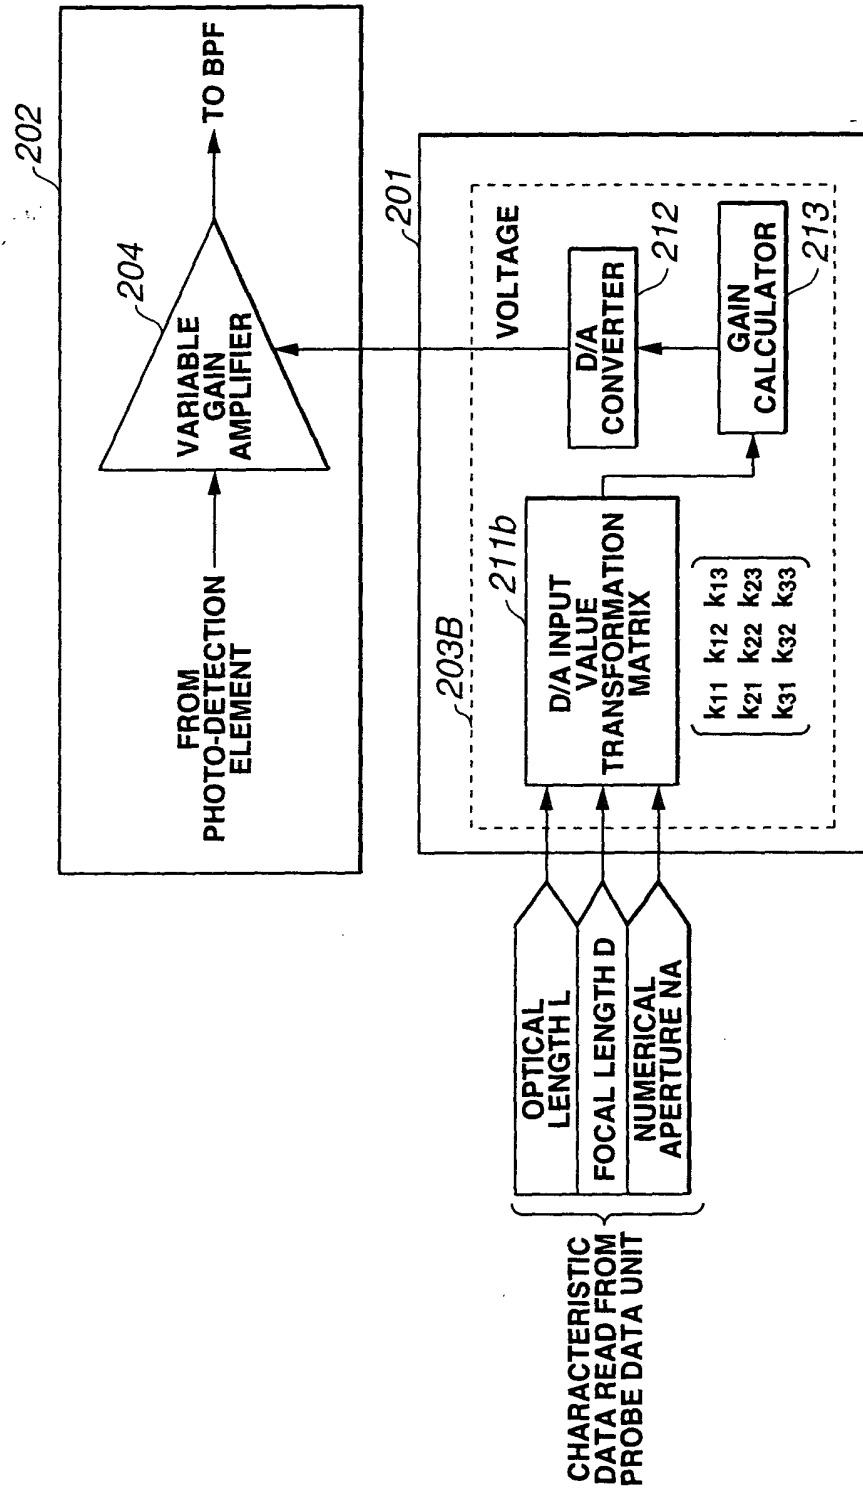 202
204
FROM
PHOTO-DETECTION
ELEMENT
VARIABLE
GAIN
AMPLIFIER
TO BPF
201
203B
211b
VOLTAGE
CHARACTERISTIC
DATA READ FROM
PROBE DATA UNIT
OPTICAL
LENGTH L
FOCAL LENGTH D
NUMERICAL
APERTURE NA
D/A INPUT
VALUE
TRANSFORMATION
MATRIX
k11 k12 k13
k21 k22 k23
k31 k32 k33
D/A
CONVERTER
212
GAIN
CALCULATOR
213